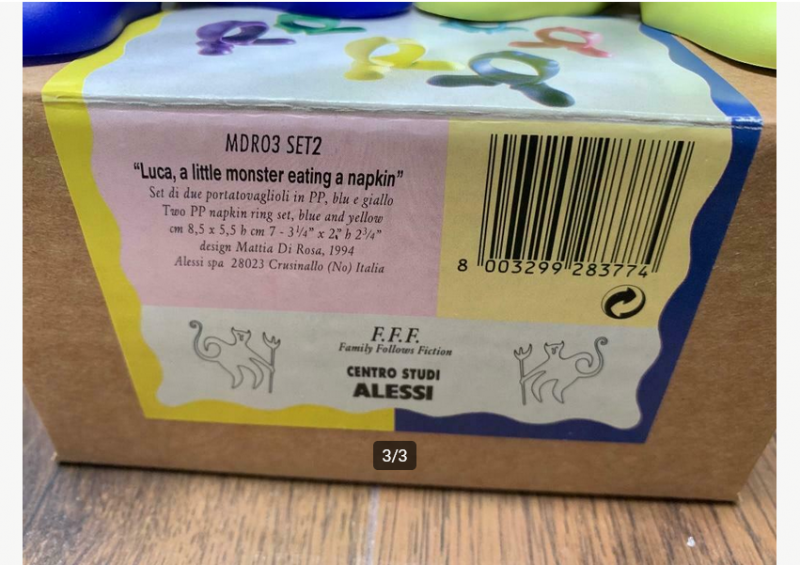 MDR03 SET2
“Luca, a little monster eating a napkin”
Set di due portatovaglioli in PP, blu e giallo
Two PP napkin ring set, blue and yellow
cm 8,5 x 5,5 h cm 7 - 3¼” x 2” h 2¾”
design Mattia Di Rosa, 1994
Alessi spa 28023 Crusinallo (No) Italia
8 003299 283774
F.F.F.
Family Follows Fiction
CENTRO STUDI
ALESSI
3/3